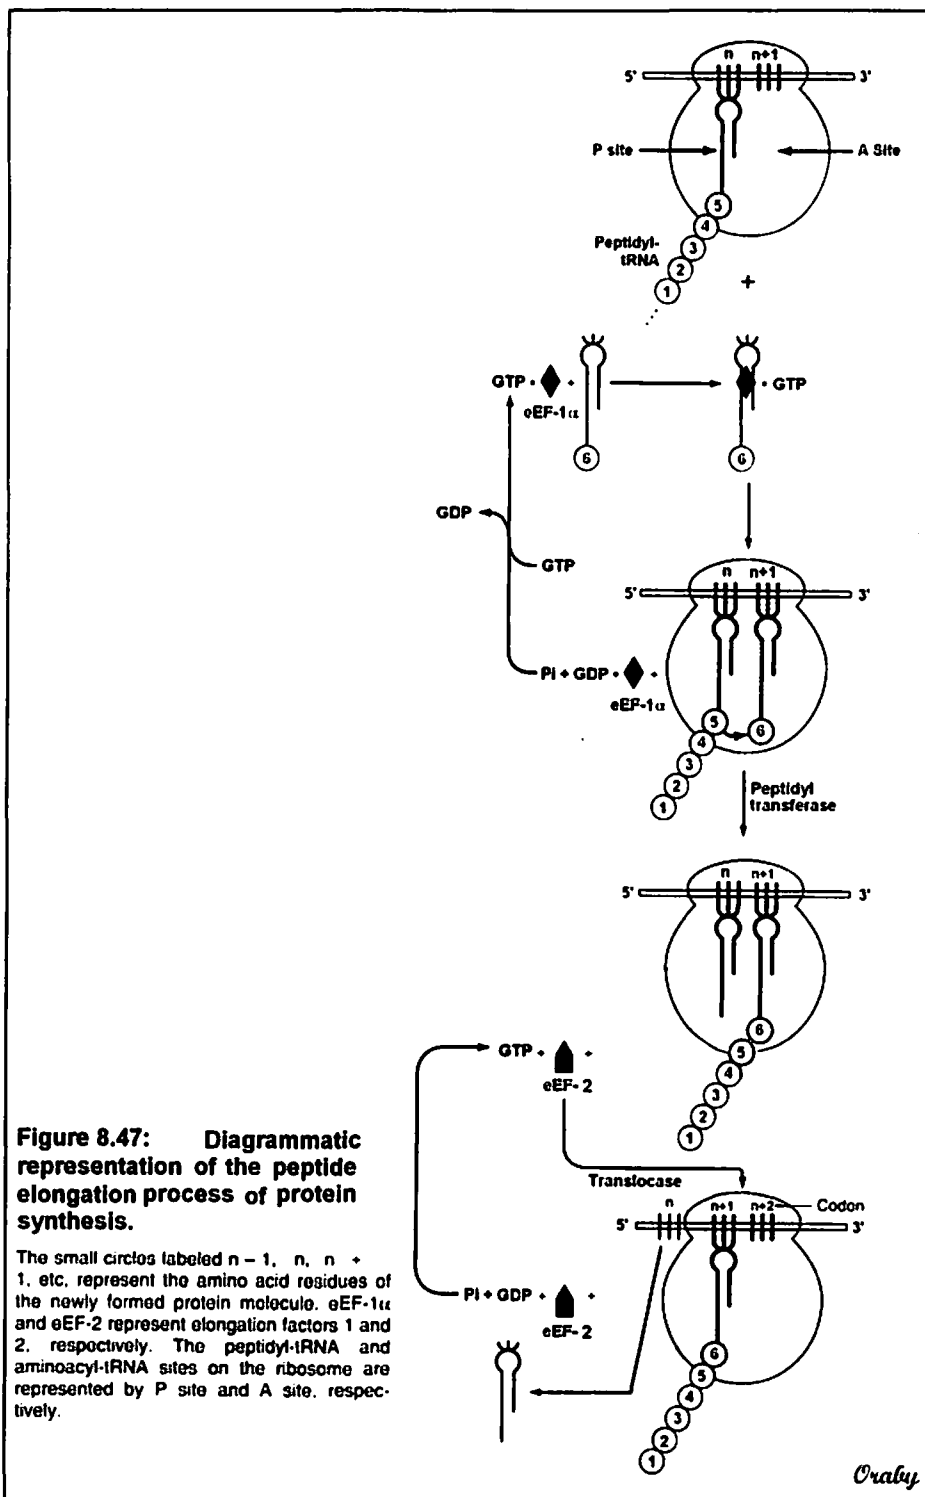 n n+1
5' 3'
P site A Site
5
4
Peptidyl-
tRNA
3
2
1
+
GTP • + • GTP
eEF-1α
6 6
GDP
GTP
n n+1
5' 3'
Pi + GDP • +
eEF-1α
5 6
4
3
2
1
Peptidyl
transferase
n n+1
5' 3'
6
5
4
3
2
1
GTP + +
eEF-2
Translocase
n n+1 n+2 Codon
5' 3'
Pi + GDP + +
eEF-2
6
5
4
3
2
1
Figure 8.47: Diagrammatic
representation of the peptide
elongation process of protein
synthesis.
The small circles labeled n – 1, n, n +
1, etc, represent the amino acid residues of
the newly formed protein molecule. eEF-1α
and eEF-2 represent elongation factors 1 and
2, respectively. The peptidyl-tRNA and
aminoacyl-tRNA sites on the ribosome are
represented by P site and A site, respec-
tively.
Oraby